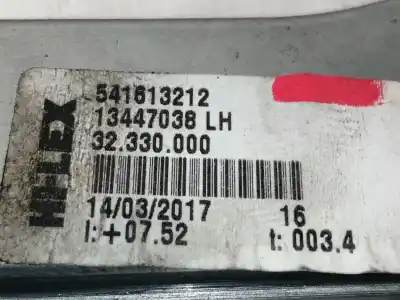 HI-LEX
541613212
13447038 LH
32.330.000
14/03/2017 16
I:+07.52 t: 003.4